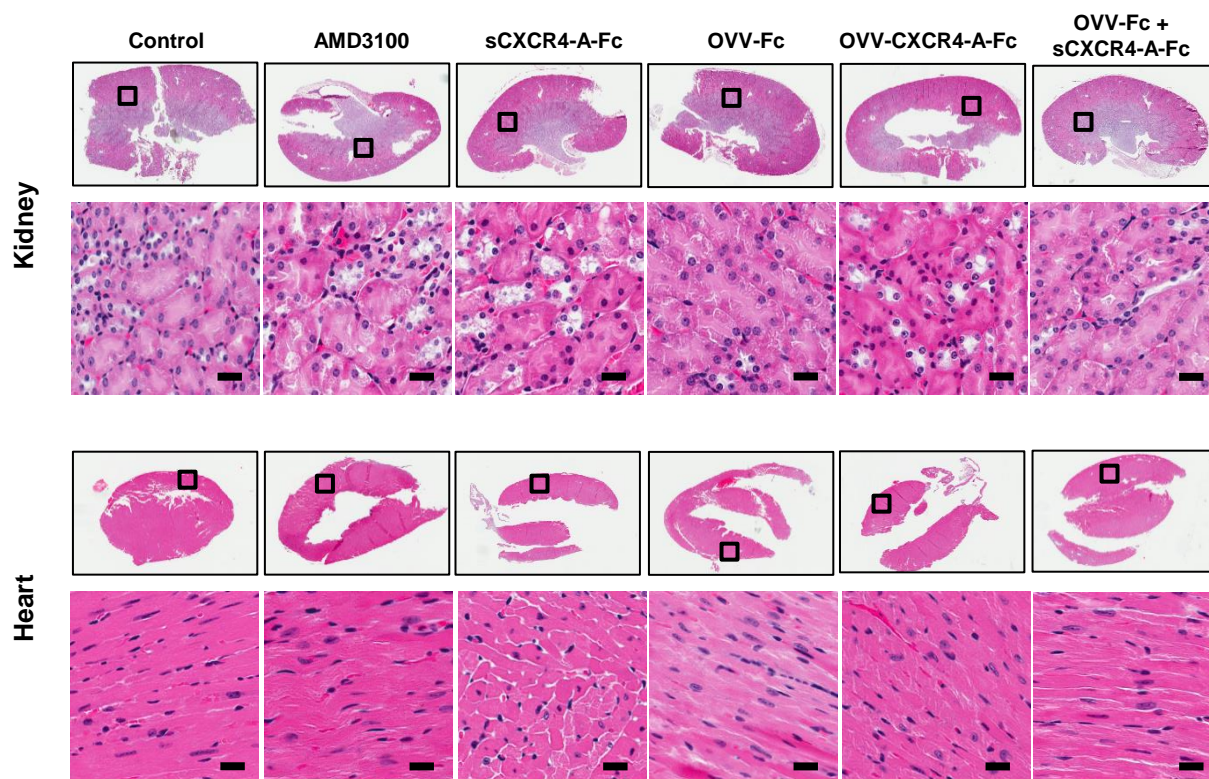 Control
AMD3100
sCXCR4-A-Fc
OVV-Fc
OVV-CXCR4-A-Fc
OVV-Fc +
sCXCR4-A-Fc
Kidney
Heart